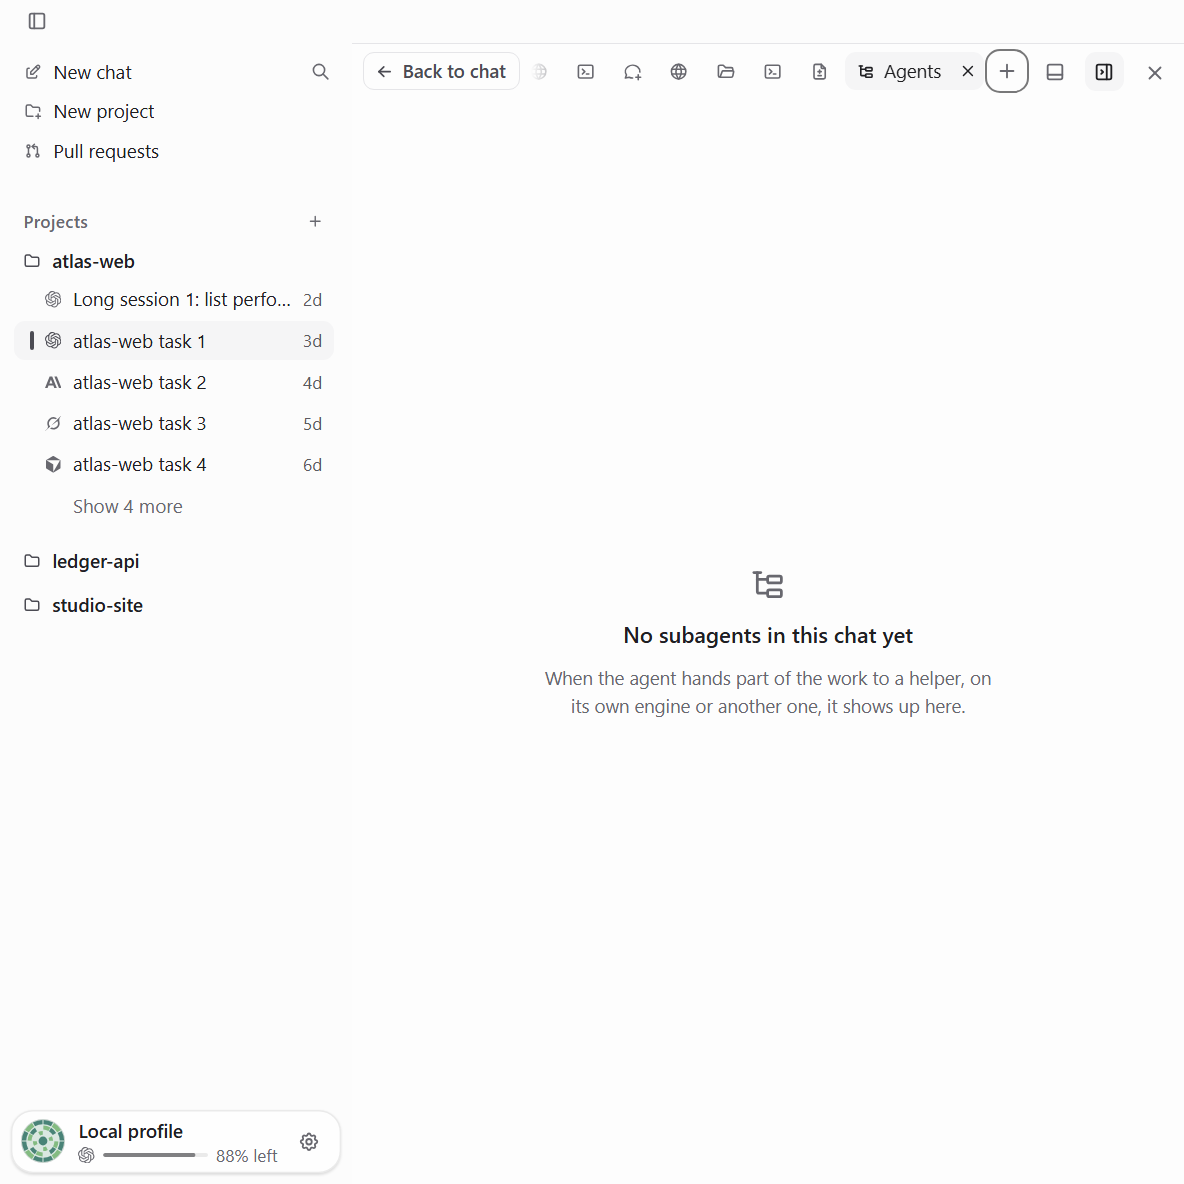 New chat
New project
Pull requests
Projects
atlas-web
Long session 1: list perfo... 2d
atlas-web task 1 3d
atlas-web task 2 4d
atlas-web task 3 5d
atlas-web task 4 6d
Show 4 more
ledger-api
studio-site
Local profile
88% left
Back to chat
Agents
No subagents in this chat yet
When the agent hands part of the work to a helper, on
its own engine or another one, it shows up here.